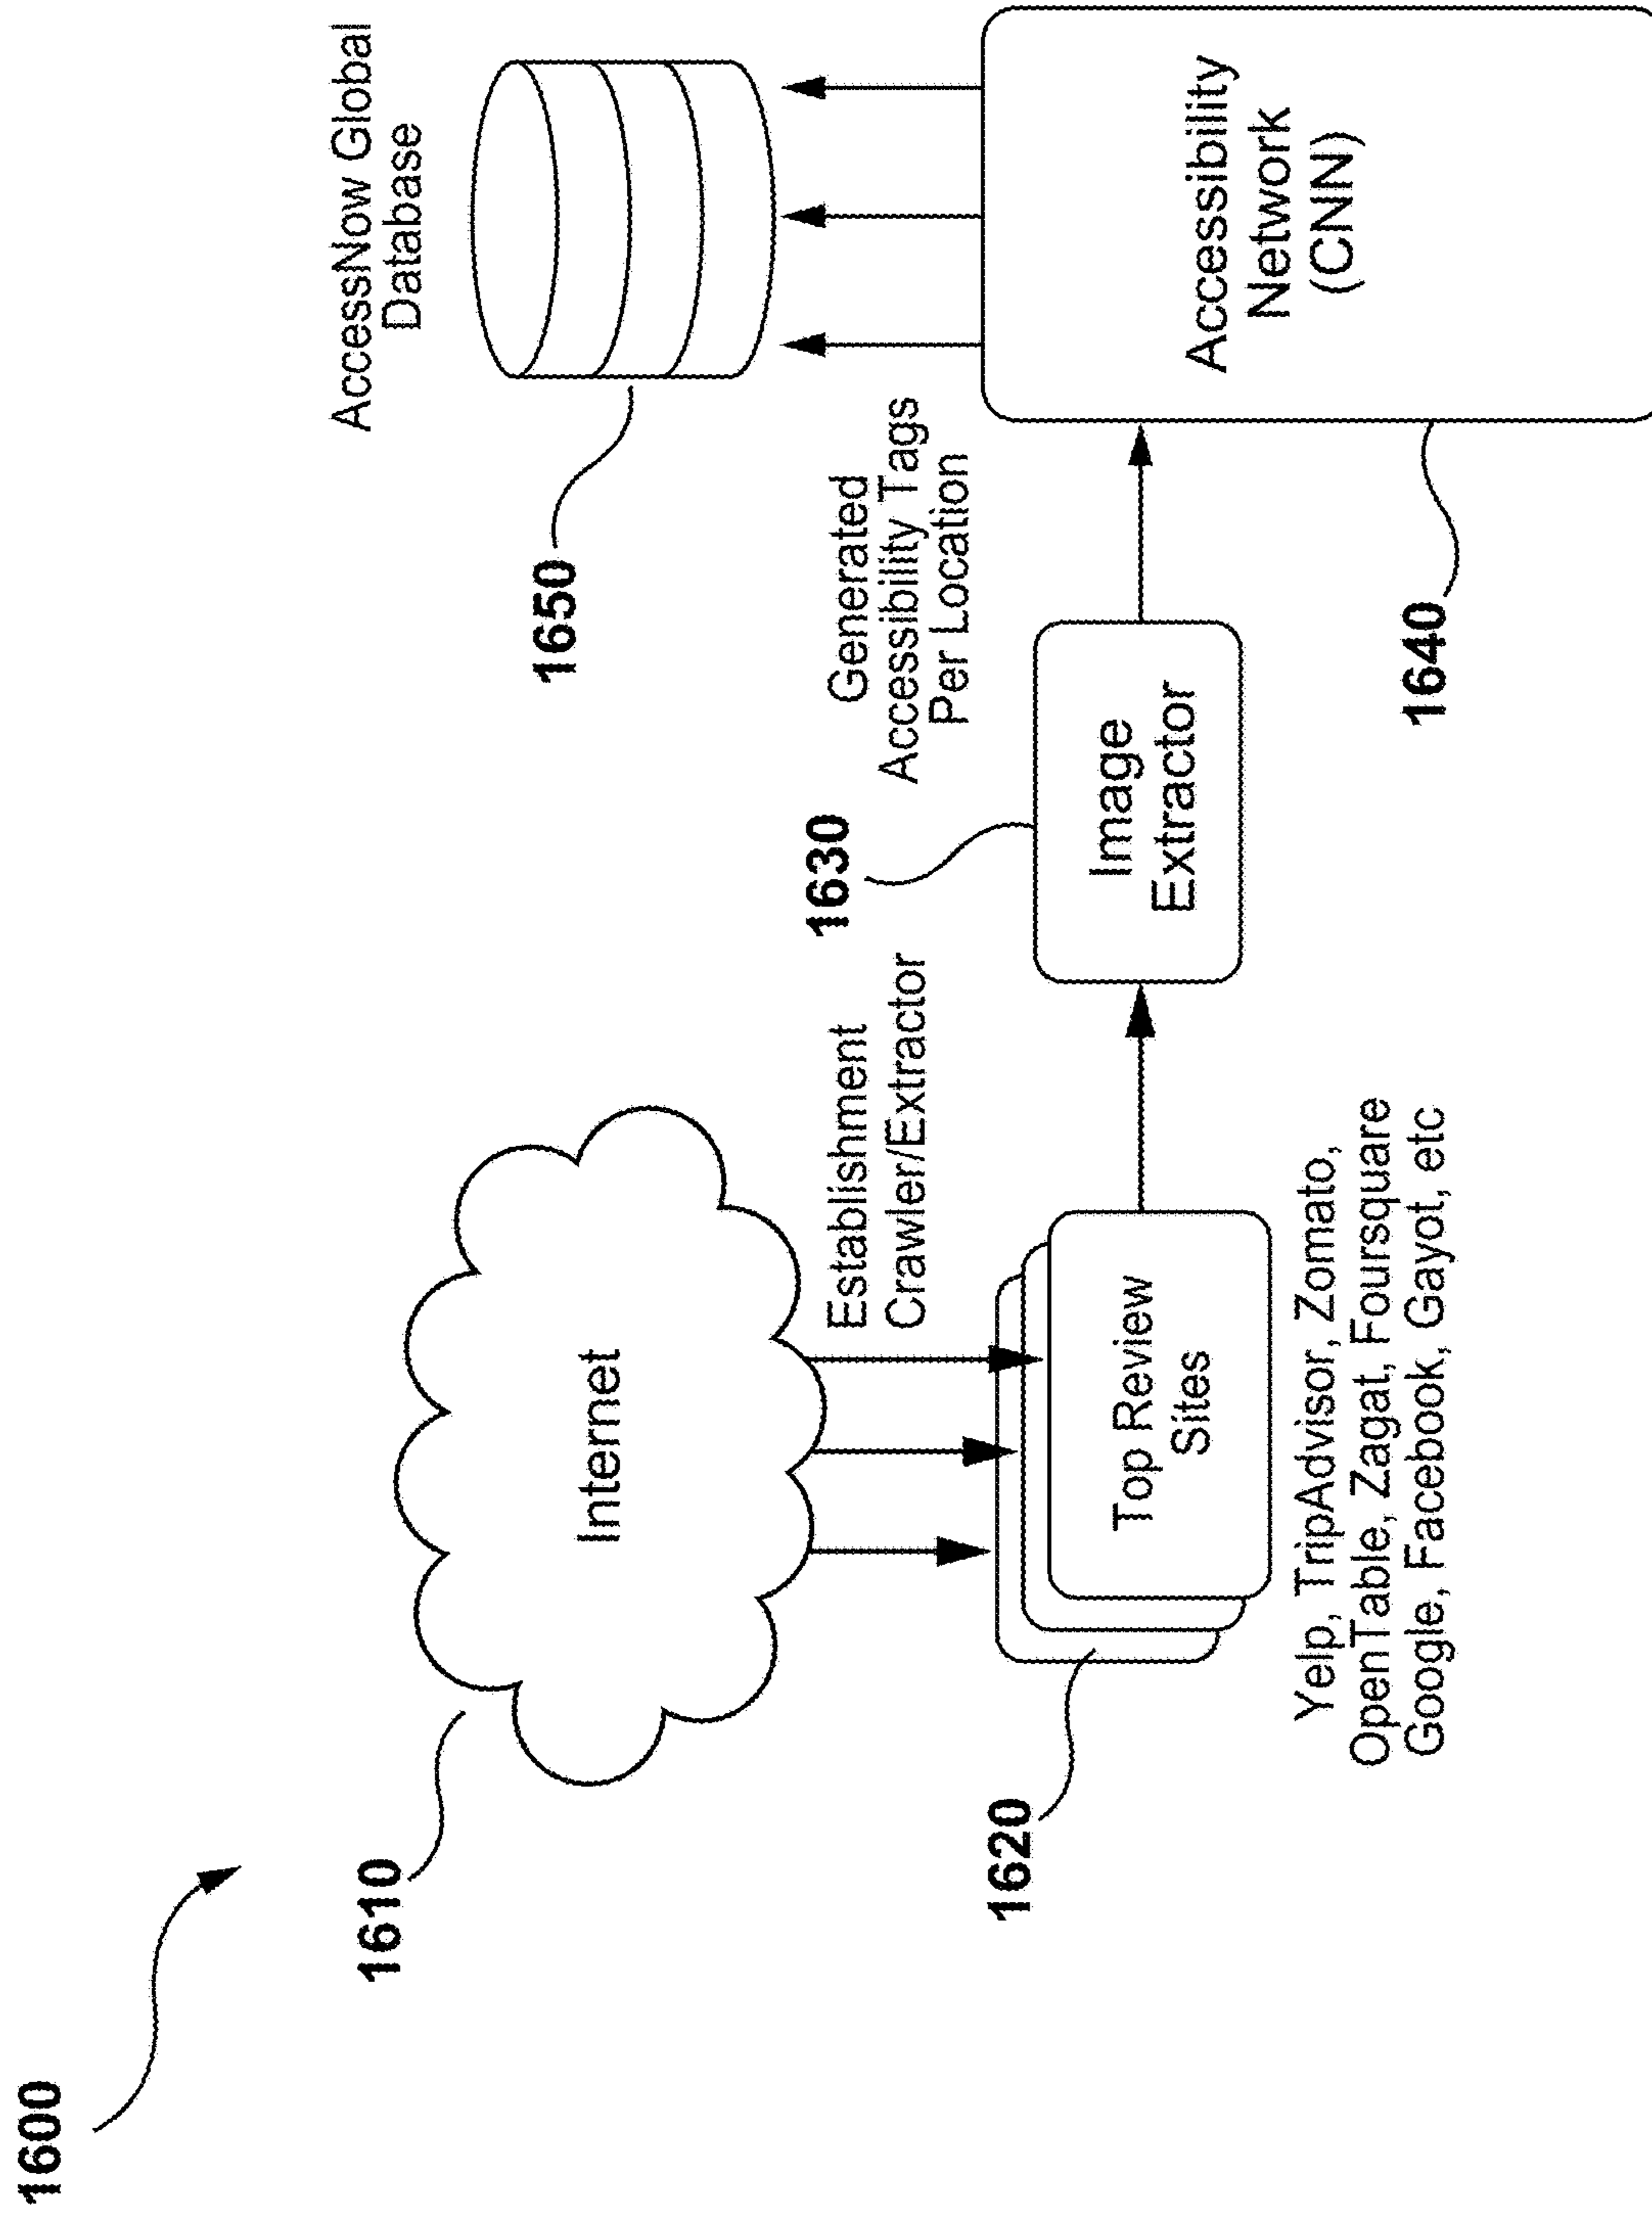 1600
1610
Internet
Establishment
Crawler/Extractor
1620
Top Review
Sites
Yelp, TripAdvisor, Zomato,
OpenTable, Zagat, Foursquare
Google, Facebook, Gayot, etc
1630
Image
Extractor
Generated
Accessibility Tags
Per Location
1640
Accessibility
Network
(CNN)
1650
AccessNow Global
Database